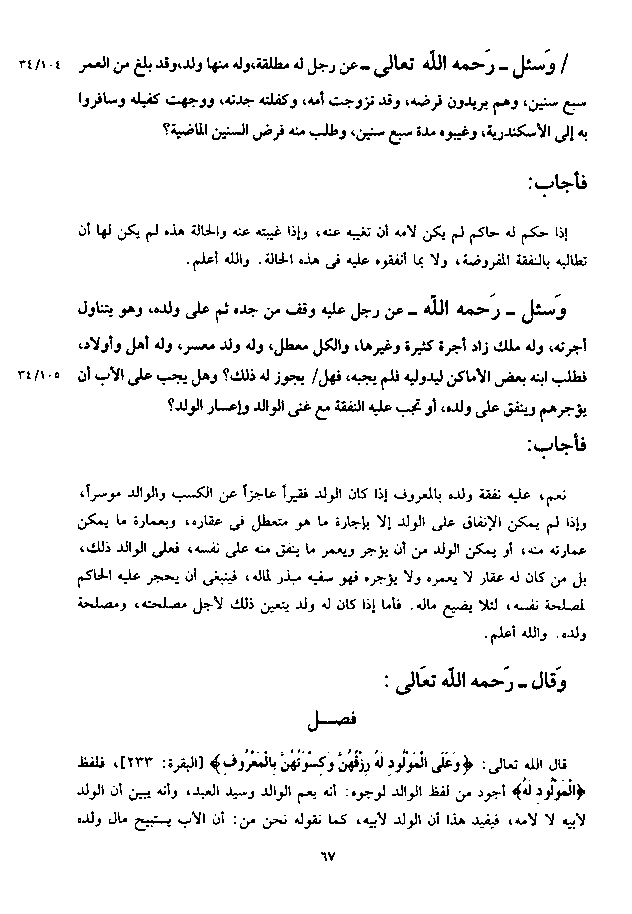 / وَسئل ـ رَحمه اللّه تعالى ـ عن رجل له مطلقة،وله منها ولد،وقد بلغ من العمر ٣٤/١٠٤
سبع سنين، وهم يريدون فرضه، وقد تزوجت أمه، وكفلته جدته، ووجهت كفيله وسافروا
به إلى الأسكندرية، وغيبوه مدة سبع سنين، وطلب منه فرض السنين الماضية؟
فأجاب:
إذا حكم له حاكم لم يكن لأمه أن تغيبه عنه، وإذا غيبته عنه والحالة هذه لم يكن لها أن
تطالبه بالنفقة المفروضة، ولا بما أنفقوه عليه فى هذه الحالة. والله أعلم.
وَسئل ـ رَحمه اللّه ـ عن رجل عليه وقف من جده ثم على ولده، وهو يتناول
أجرته، وله ملك زاد أجرة كثيرة وغيرها، والكل معطل، وله ولد معسر، وله أهل وأولاد،
فطلب ابنه بعض الأماكن ليدوليه فلم يجبه، فهل/ يجوز له ذلك؟ وهل يجب على الأب أن ٣٤/١٠٥
يؤجرهم وينفق على ولده، أو تجب عليه النفقة مع غنى الوالد وإعسار الولد؟
فأجاب:
نعم، عليه نفقة ولده بالمعروف إذا كان الولد فقيراً عاجزاً عن الكسب والوالد موسراً،
وإذا لم يمكن الإنفاق على الولد إلا بإجارة ما هو متعطل فى عقاره، وبعمارة ما يمكن
عمارته منه، أو يمكن الولد من أن يؤجر ويعمر ما ينفق منه على نفسه، فعلى الوالد ذلك،
بل من كان له عقار لا يعمره ولا يؤجره فهو سفيه مبذر لماله، فينبغى أن يحجر عليه الحاكم
لمصلحة نفسه، لئلا يضيع ماله. فأما إذا كان له ولد يتعين ذلك لأجل مصلحته، ومصلحة
ولده. والله أعلم.
وَقال ـ رَحمه اللّه تعَالى :
فصـــل
قال الله تعالى: ﴿وَعَلَى الْمَوْلُودِ لَهُ رِزْقُهُنَّ وَكِسْوَتُهُنَّ بِالْمَعْرُوفِ﴾ [البقرة: ٢٣٣]، فلفظ
﴿الْمَوْلُودِ لَهُ﴾ أجود من لفظ الوالد لوجوه: أنه يعم الوالد وسيد العبد، وأنه يبين أن الولد
لأبيه لا لأمه، فيفيد هذا أن الولد لأبيه، كما نقوله نحن من: أن الأب يستبيح مال ولده
٦٧